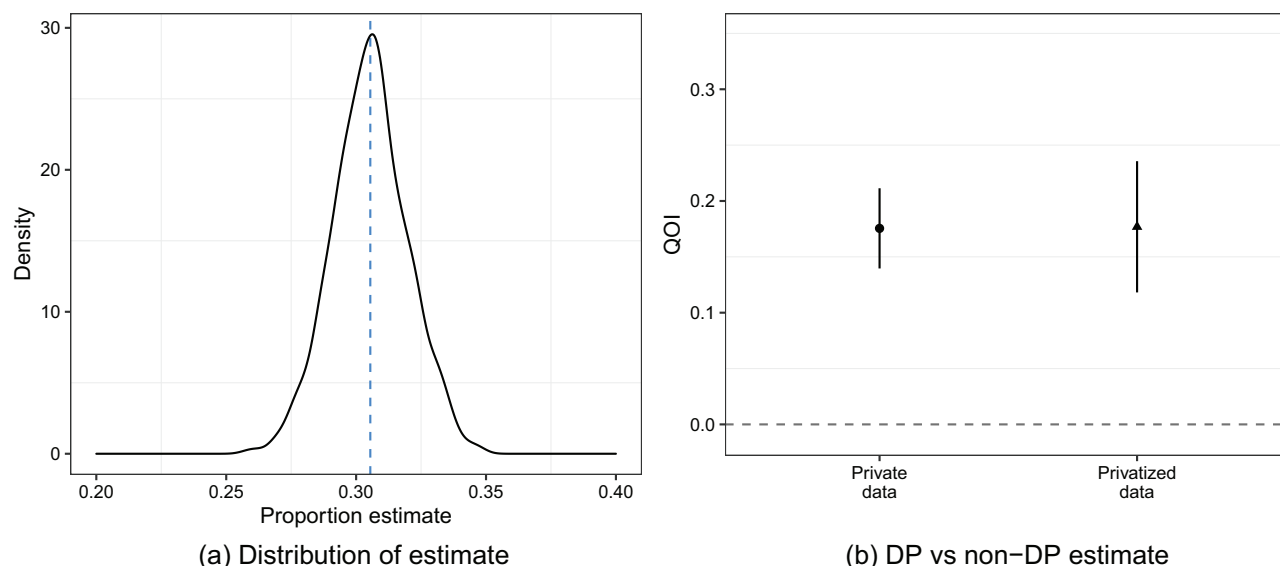 30
20
10
0
Density
0.20 0.25 0.30 0.35 0.40
Proportion estimate
(a) Distribution of estimate
0.3
0.2
0.1
0.0
QOI
Private
data
Privatized
data
(b) DP vs non−DP estimate